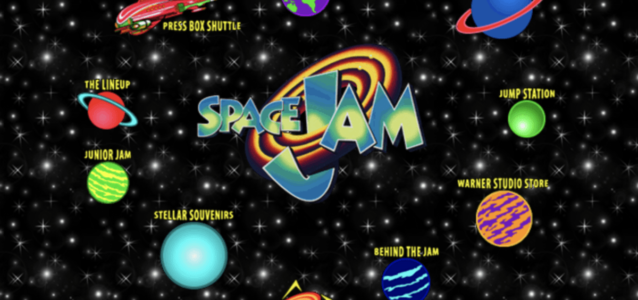 PRESS BOX SHUTTLE
THE LINEUP
SPACE JAM
JUMP STATION
JUNIOR JAM
WARNER STUDIO STORE
STELLAR SOUVENIRS
BEHIND THE JAM